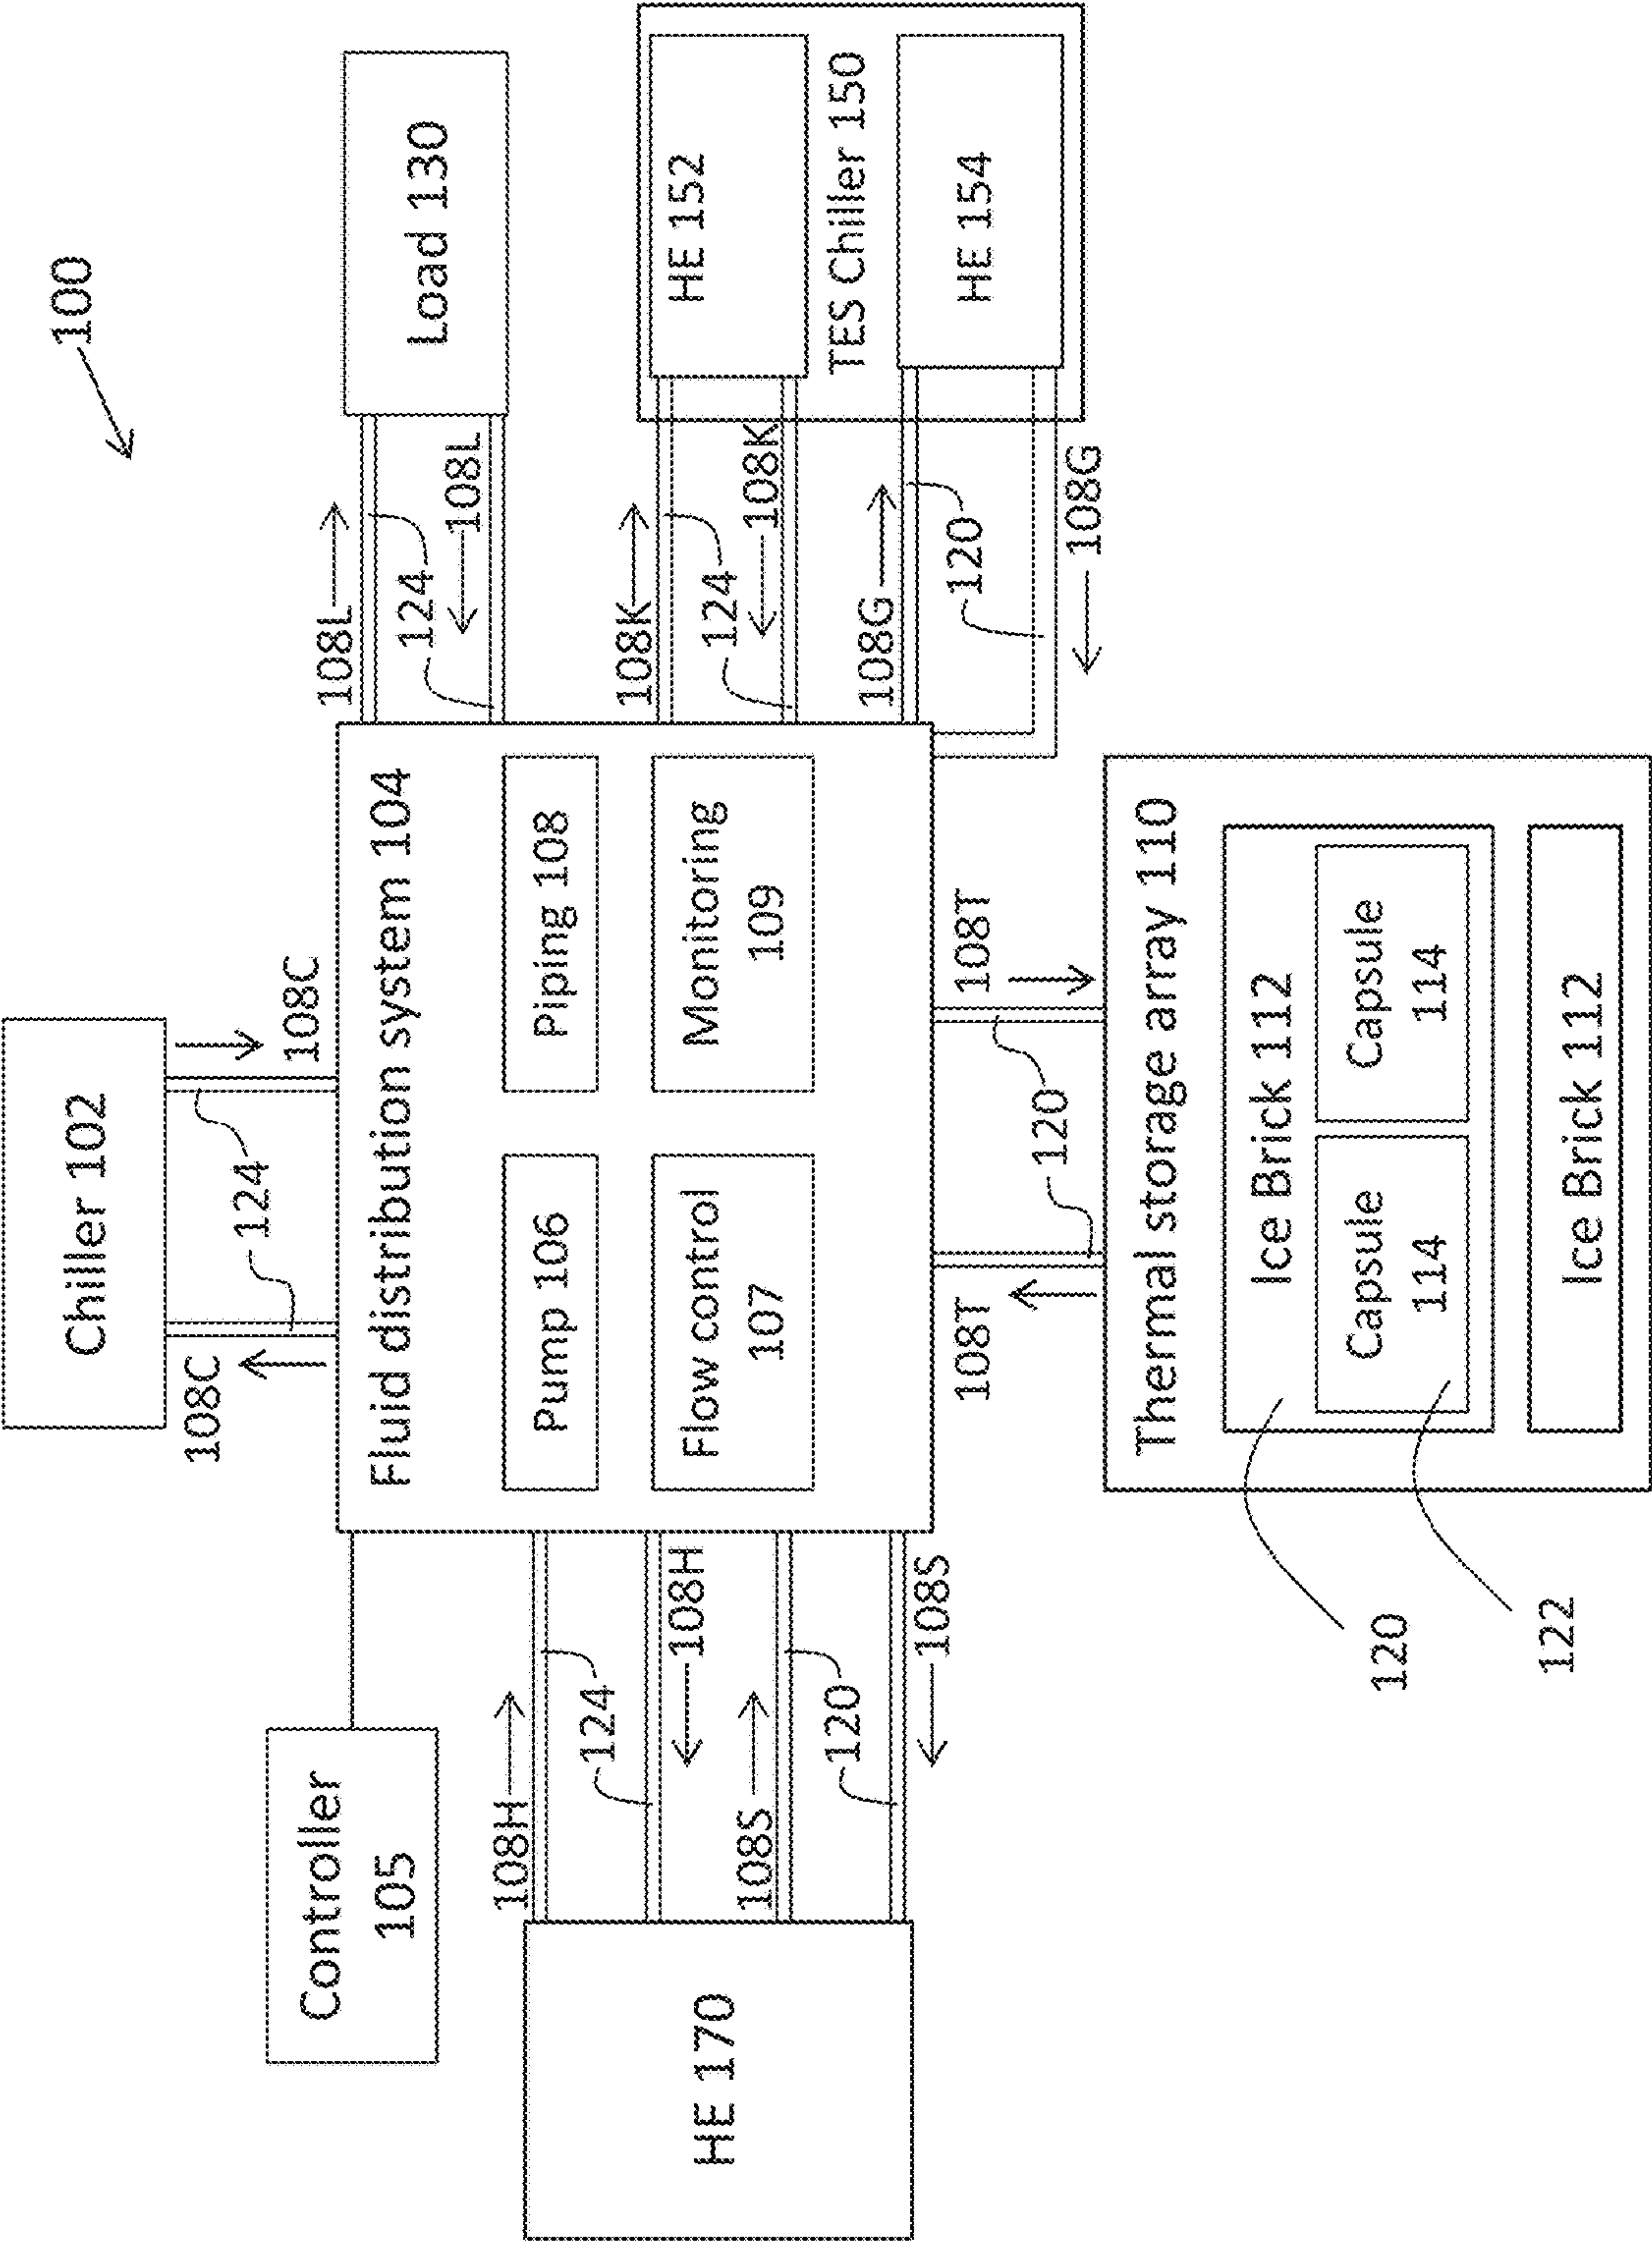 100
Chiller 102
108C
124
108C
Controller
105
Fluid distribution system 104
Pump 106
Piping 108
Flow control
107
Monitoring
109
Load 130
108L
124
108L
HE 170
108H
124
108H
108S
120
108S
TES Chiller 150
HE 152
HE 154
108K
124
108K
108G
120
108G
108T
120
108T
Thermal storage array 110
Ice Brick 112
Capsule
114
Capsule
114
Ice Brick 112
120
122